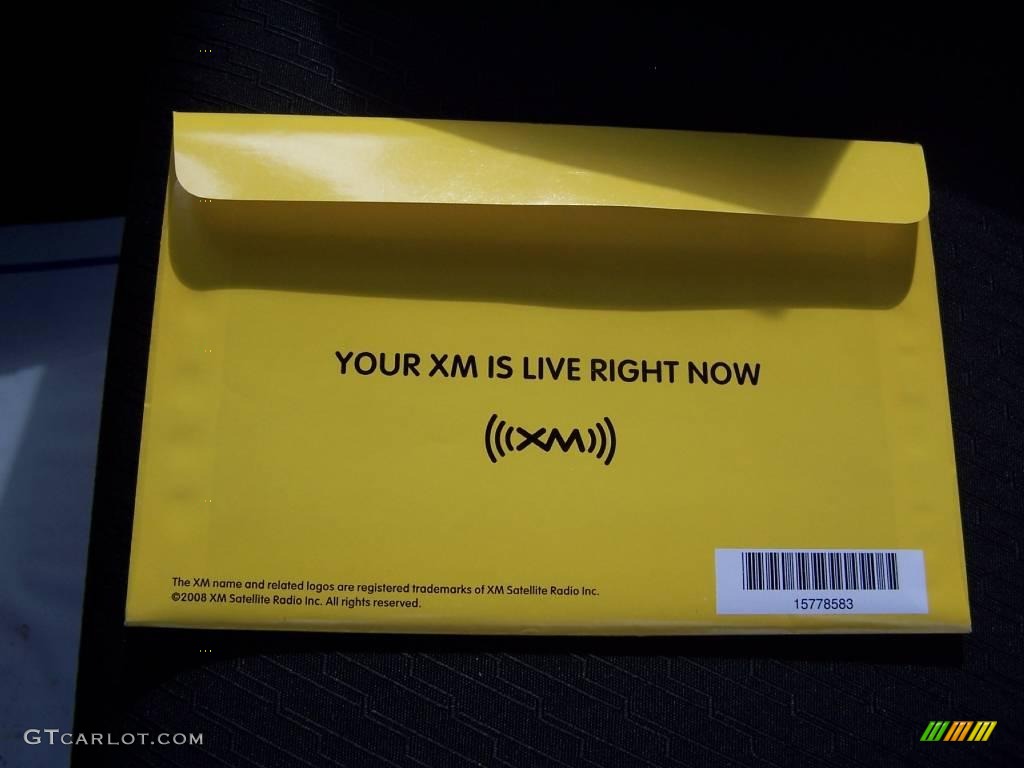 YOUR XM IS LIVE RIGHT NOW
XM
The XM name and related logos are registered trademarks of XM Satellite Radio Inc.
©2008 XM Satellite Radio Inc. All rights reserved.
15778583
GTCARLOT.COM